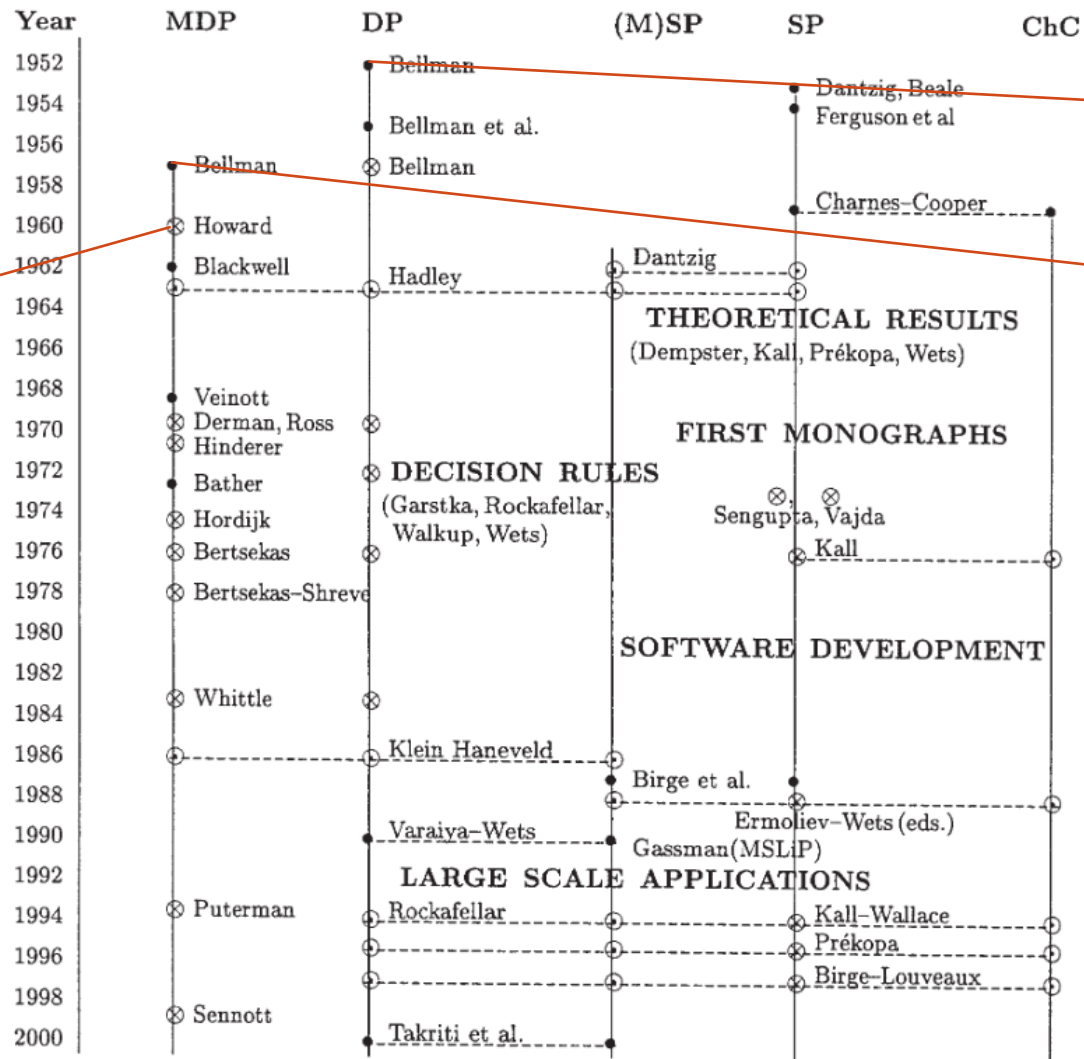 Year MDP DP (M)SP SP ChC
1952 Bellman
Dantzig, Beale
1954 Ferguson et al
Bellman et al.
1956
Bellman Bellman
1958
Charnes–Cooper
1960 Howard
Dantzig
1962 Blackwell
Hadley
1964 THEORETICAL RESULTS
(Dempster, Kall, Prékopa, Wets)
1966
1968 Veinott
Derman, Ross
1970 FIRST MONOGRAPHS
Hinderer
1972 DECISION RULES
Bather
(Garstka, Rockafellar,
1974 Hordijk Sengupta, Vajda
Walkup, Wets)
1976 Bertsekas Kall
1978 Bertsekas–Shreve
1980 SOFTWARE DEVELOPMENT
1982
Whittle
1984
1986 Klein Haneveld
Birge et al.
1988
Ermoliev–Wets (eds.)
1990 Varaiya–Wets
Gassman(MSLiP)
1992 LARGE SCALE APPLICATIONS
1994 Puterman Rockafellar Kall–Wallace
Prékopa
1996
Birge–Louveaux
1998
Sennott
2000 Takriti et al.